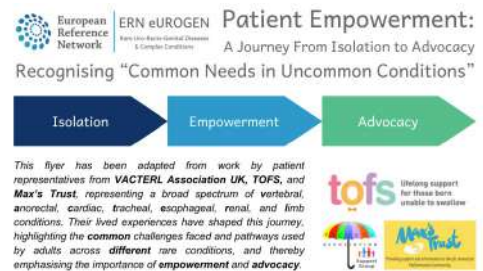 European
Reference
Network
ERN eUROGEN
Rare Uro-Recto-Genital Diseases
& Complex Conditions
Patient Empowerment:
A Journey From Isolation to Advocacy
Recognising "Common Needs in Uncommon Conditions"
Isolation
Empowerment
Advocacy
This flyer has been adapted from work by patient
representatives from VACTERL Association UK, TOFS, and
Max's Trust, representing a broad spectrum of vertebral,
anorectal, cardiac, tracheal, esophageal, renal, and limb
conditions. Their lived experiences have shaped this journey,
highlighting the common challenges faced and pathways used
by adults across different rare conditions, and thereby
emphasising the importance of empowerment and advocacy.
tofs
lifelong support
for those born
unable to swallow
Support
Group
Max's
Trust